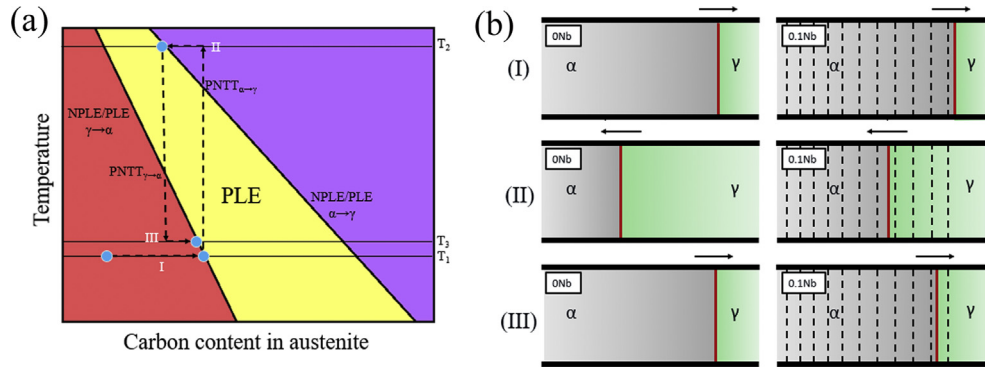 (a)
T2
II
PNTTα→γ
NPLE/PLE
γ→α
PNTTγ→α
PLE
NPLE/PLE
α→γ
III
T3
I
T1
Temperature
Carbon content in austenite
(b)
(I)
0Nb
α
γ
0.1Nb
α
γ
(II)
0Nb
α
γ
0.1Nb
α
γ
(III)
0Nb
α
γ
0.1Nb
α
γ